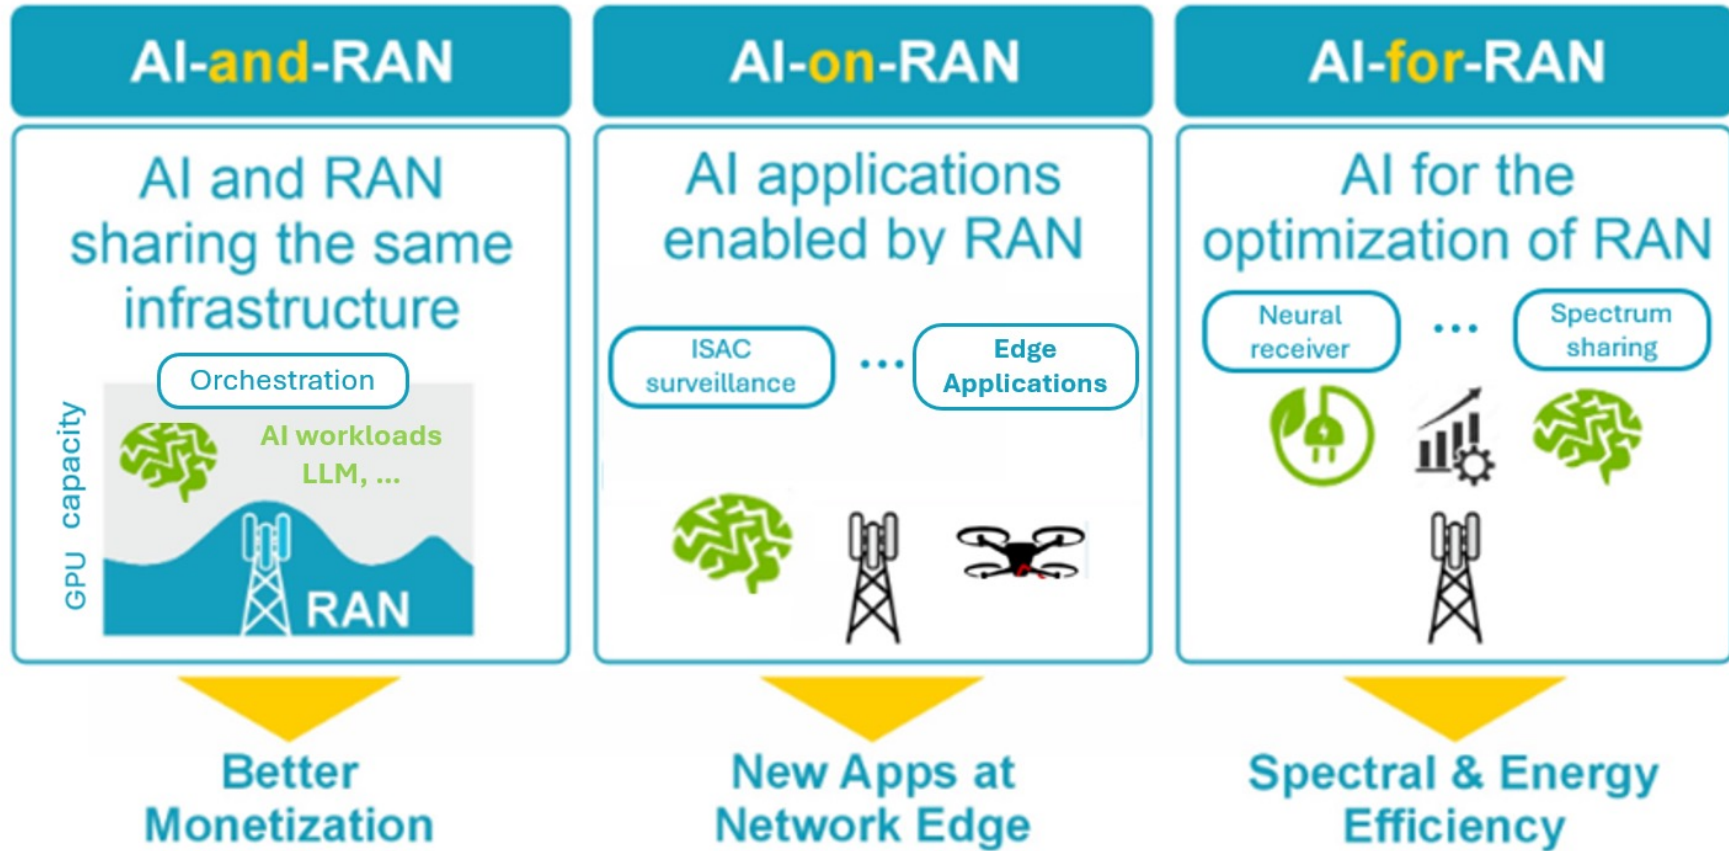 AI-and-RAN
AI and RAN
sharing the same
infrastructure
Orchestration
GPU capacity
AI workloads
LLM, ...
RAN
Better
Monetization
AI-on-RAN
AI applications
enabled by RAN
ISAC
surveillance
...
Edge
Applications
New Apps at
Network Edge
AI-for-RAN
AI for the
optimization of RAN
Neural
receiver
...
Spectrum
sharing
Spectral & Energy
Efficiency